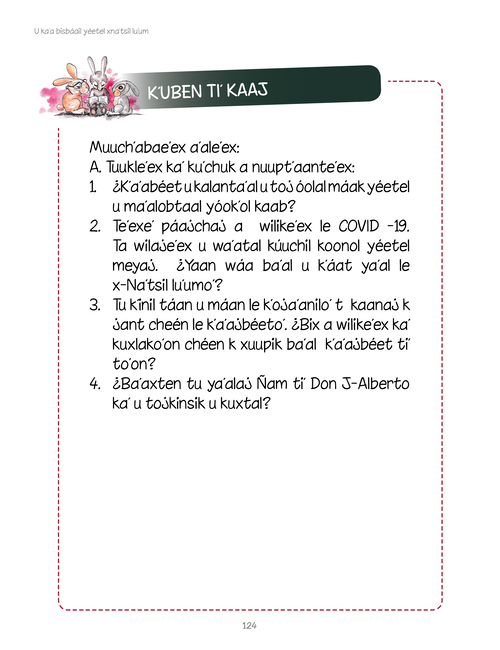 U ka'a bisbáail yéetel xna'tsil lu'um
K'UBEN TI' KAAJ
Muuch'abae'ex a'ale'ex:
A. Tuukle'ex ka' ku'chuk a nuupt'aante'ex:
1. ¿K'a'abéet u kalanta'al u toj óolal máak yéetel
u ma'alobtaal yóok'ol kaab?
2. Te'exe' páajchaj a wilike'ex le COVID -19.
Ta wilaje'ex u wa'atal kúuchil koonol yéetel
meyaj. ¿Yaan wáa ba'al u k'áat ya'al le
x-Na'tsil lu'umo'?
3. Tu k'inil táan u máan le k'oja'anilo' t kaanaj k
jant cheén le k'a'ajbéeto'. ¿Bix a wilike'ex ka'
kuxlako'on chéen k xuupik ba'al k'a'ajbéet ti'
to'on?
4. ¿Ba'axten tu ya'alaj Ñam ti' Don J-Alberto
ka' u tojkinsik u kuxtal?
124